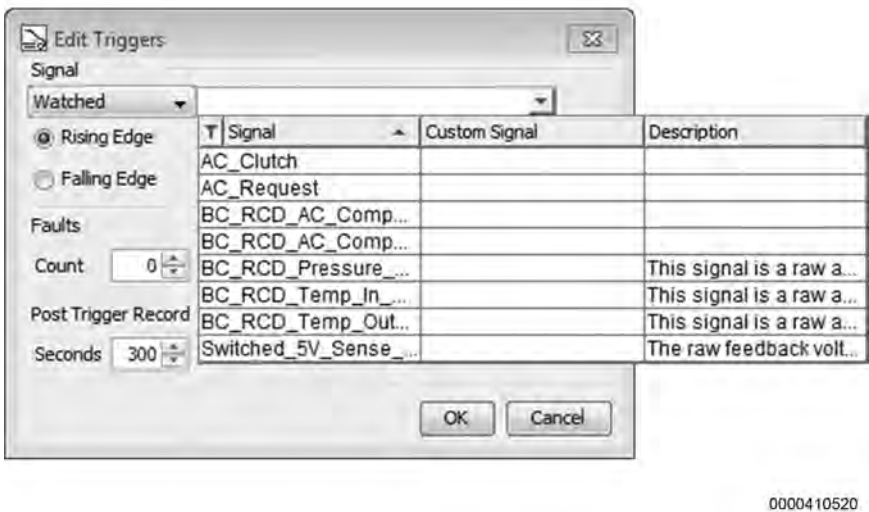 Edit Triggers
Signal
Watched
Rising Edge
Falling Edge
Faults
Count 0
Post Trigger Record
Seconds 300
Signal Custom Signal Description
AC_Clutch
AC_Request
BC_RCD_AC_Comp...
BC_RCD_AC_Comp...
BC_RCD_Pressure_... This signal is a raw a...
BC_RCD_Temp_In_... This signal is a raw a...
BC_RCD_Temp_Out... This signal is a raw a...
Switched_5V_Sense_... The raw feedback volt...
OK Cancel
0000410520